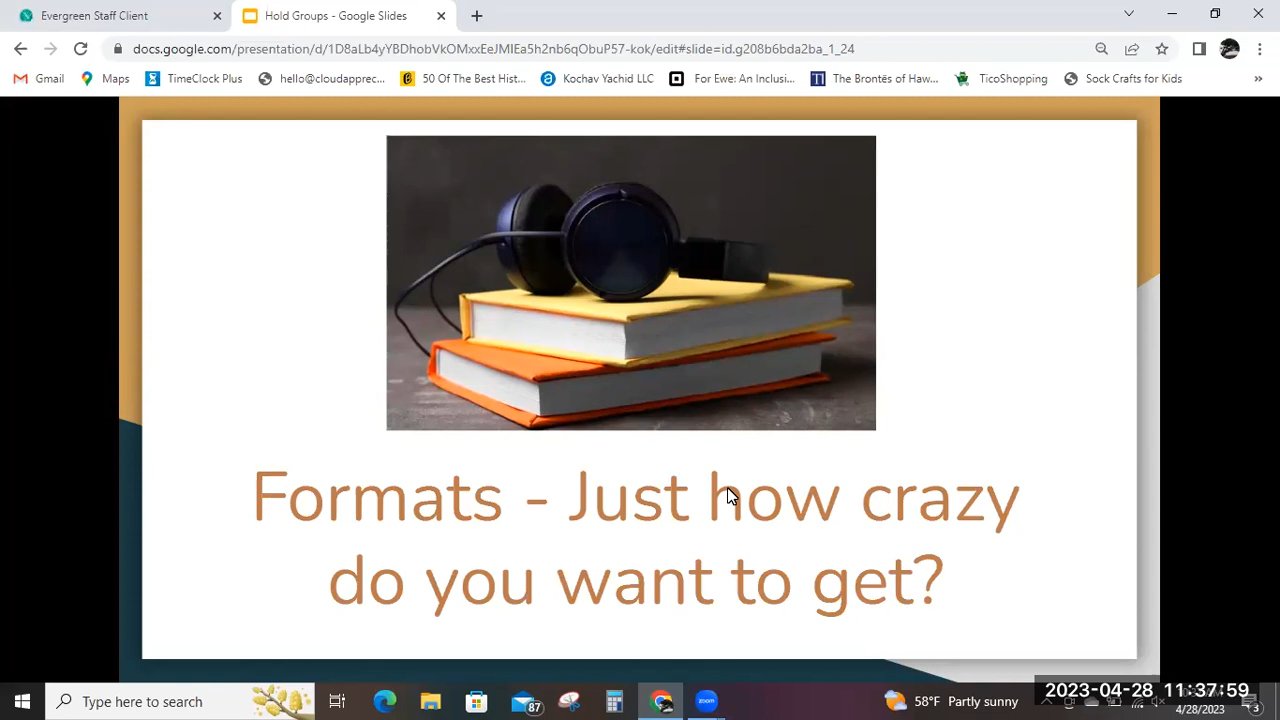 Evergreen Staff Client
Hold Groups - Google Slides
docs.google.com/presentation/d/1D8aLb4yYBDhobVkOMxxEeJMIEa5h2nb6qObuP57-kok/edit#slide=id.g208b6bda2ba_1_24
Gmail
Maps
TimeClock Plus
hello@cloudapprec...
50 Of The Best Hist...
Kochav Yachid LLC
For Ewe: An Inclusi...
The Brontës of Haw...
TicoShopping
Sock Crafts for Kids
Formats - Just how crazy
do you want to get?
Type here to search
87
zoom
58°F Partly sunny
2023-04-28 11:37:59
4/28/2023
3